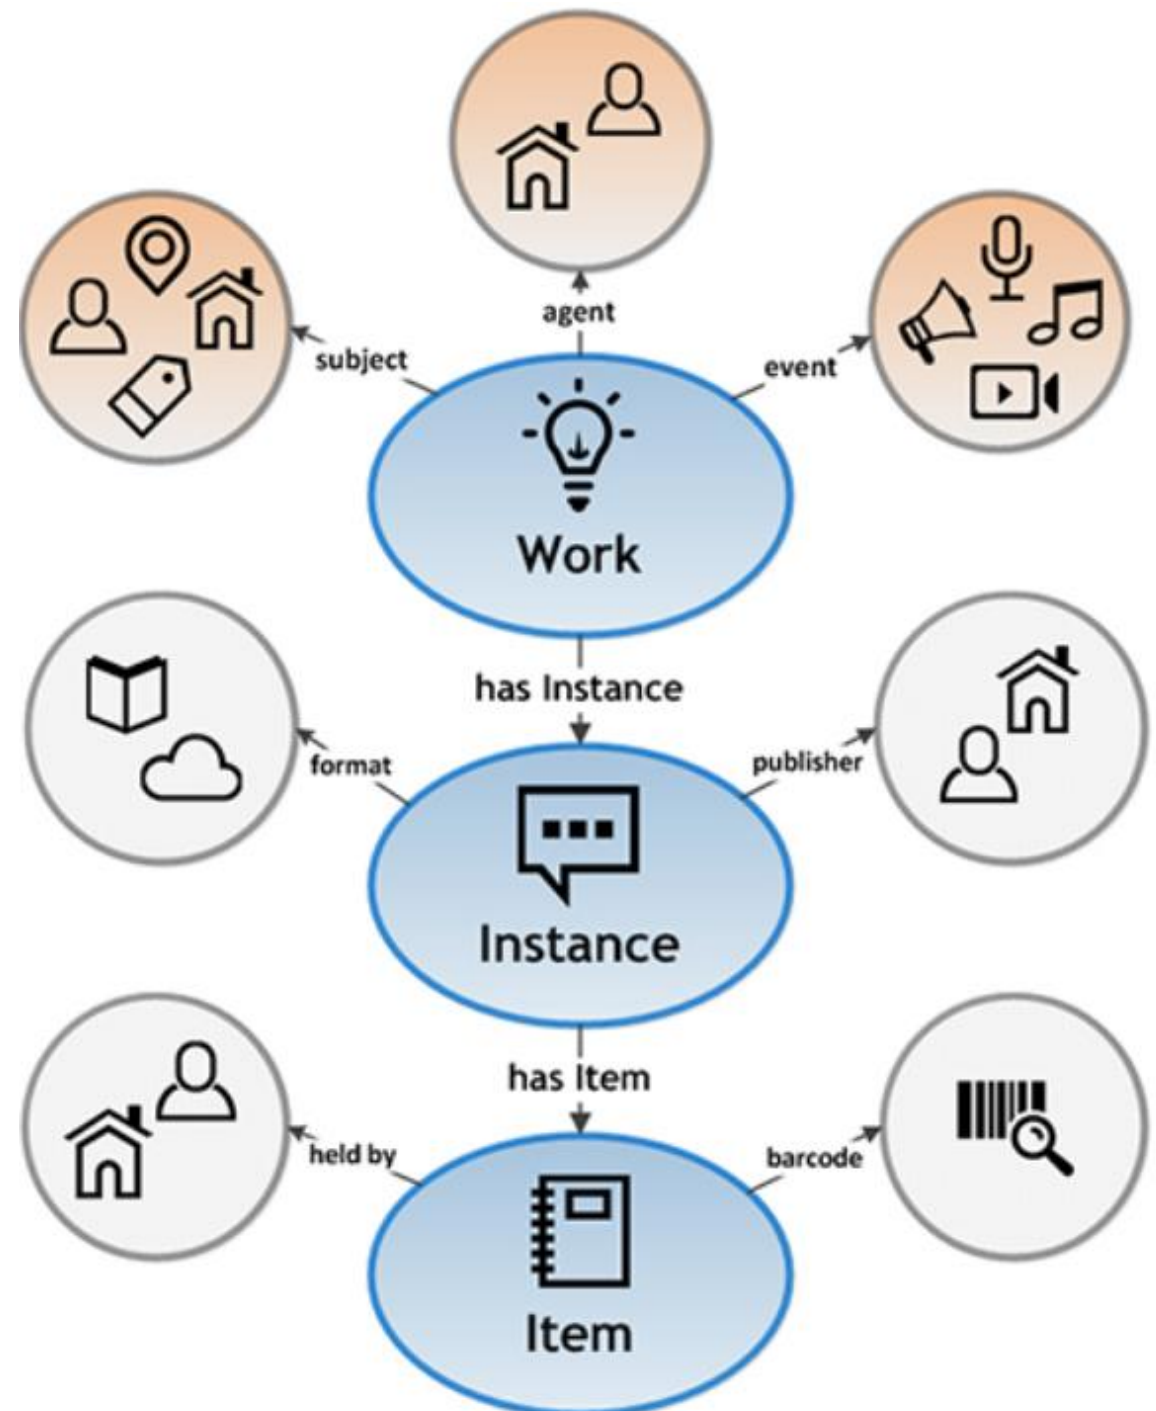 agent
subject
event
Work
has Instance
format
publisher
Instance
has Item
held by
barcode
Item